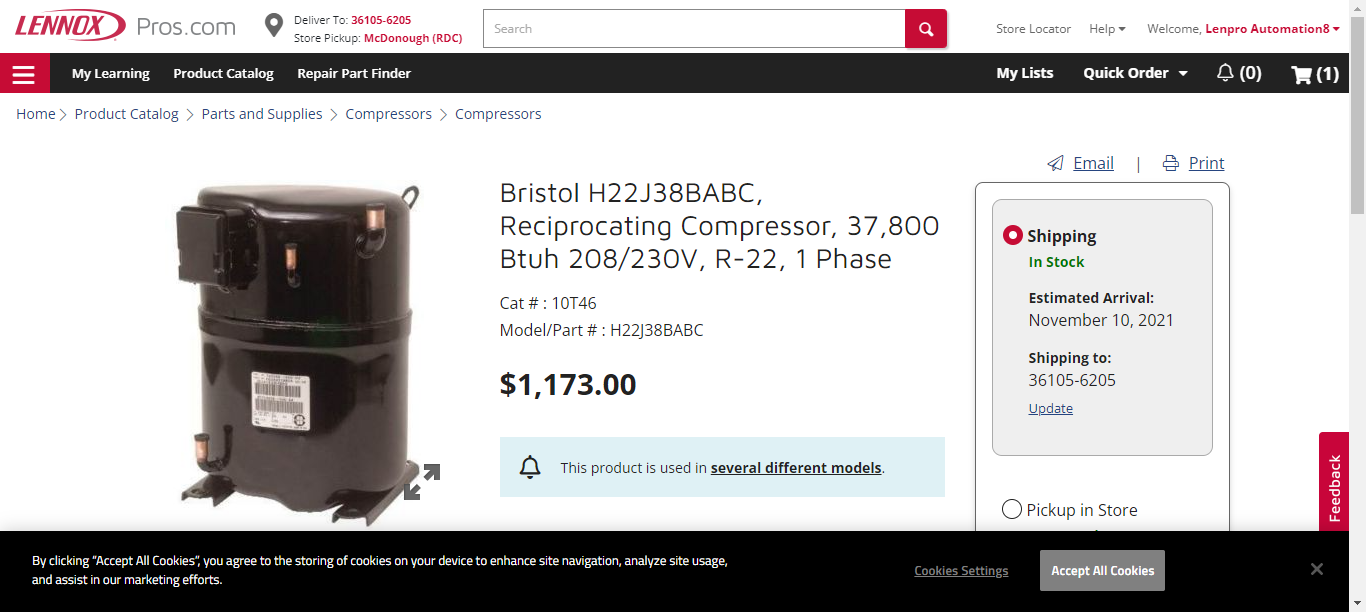 LENNOX Pros.com
Deliver To: 36105-6205
Store Pickup: McDonough (RDC)
Search
Store Locator
Help
Welcome, Lenpro Automation8
My Learning
Product Catalog
Repair Part Finder
My Lists
Quick Order
(0)
(1)
Home > Product Catalog > Parts and Supplies > Compressors > Compressors
Email | Print
Bristol H22J38BABC,
Reciprocating Compressor, 37,800
Btuh 208/230V, R-22, 1 Phase
Cat # : 10T46
Model/Part # : H22J38BABC
$1,173.00
This product is used in several different models.
Shipping
In Stock
Estimated Arrival:
November 10, 2021
Shipping to:
36105-6205
Update
Pickup in Store
Feedback
By clicking “Accept All Cookies”, you agree to the storing of cookies on your device to enhance site navigation, analyze site usage,
and assist in our marketing efforts.
Cookies Settings
Accept All Cookies